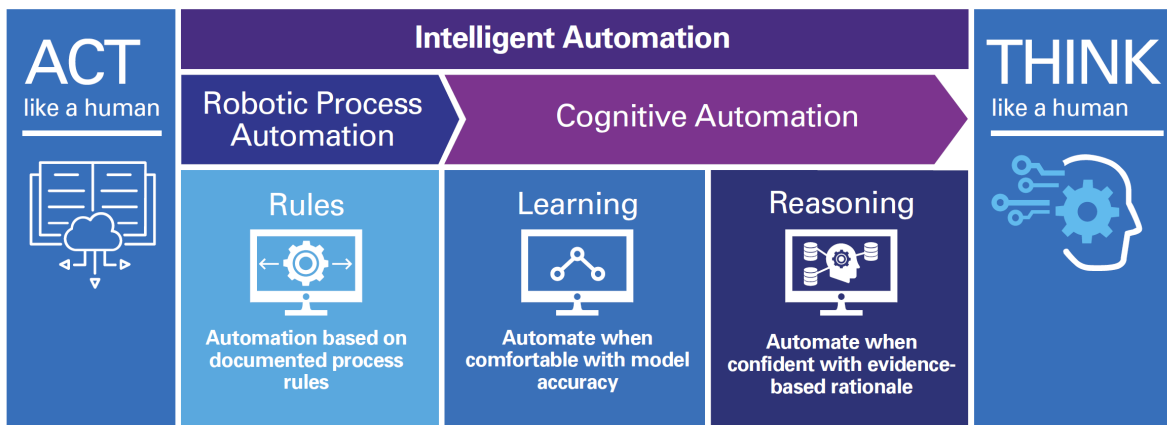 ACT
like a human
Intelligent Automation
Robotic Process
Automation
Cognitive Automation
Rules
Automation based on
documented process
rules
Learning
Automate when
comfortable with model
accuracy
Reasoning
Automate when
confident with evidence-
based rationale
THINK
like a human